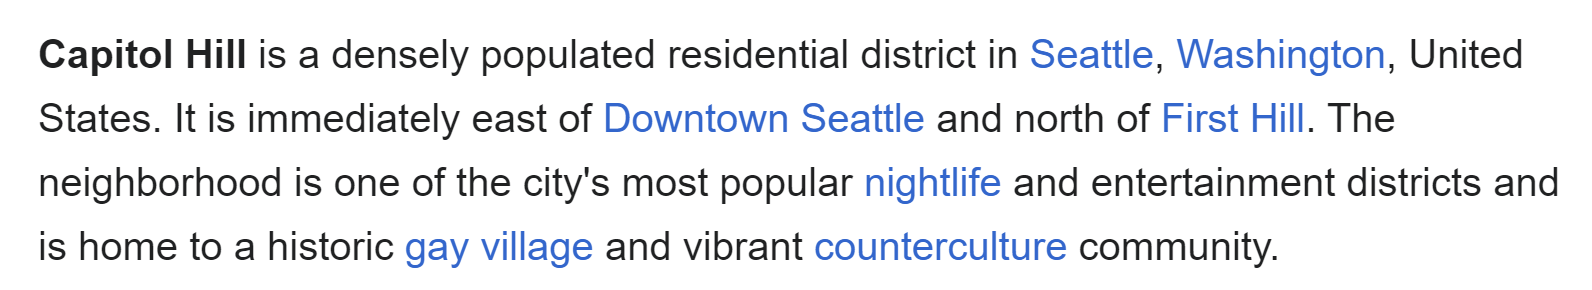 Capitol Hill is a densely populated residential district in Seattle, Washington, United
States. It is immediately east of Downtown Seattle and north of First Hill. The
neighborhood is one of the city's most popular nightlife and entertainment districts and
is home to a historic gay village and vibrant counterculture community.